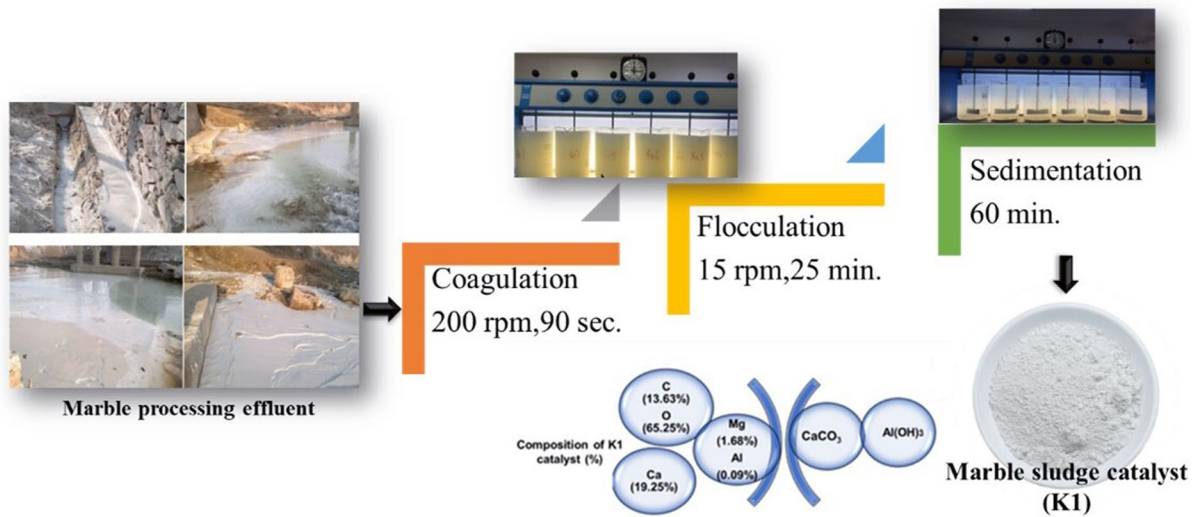 Marble processing effluent
Coagulation
200 rpm,90 sec.
Flocculation
15 rpm,25 min.
Sedimentation
60 min.
Composition of K1
catalyst (%)
C
(13.63%)
O
(65.25%)
Ca
(19.25%)
Mg
(1.68%)
Al
(0.09%)
CaCO₃
Al(OH)₃
Marble sludge catalyst
(K1)